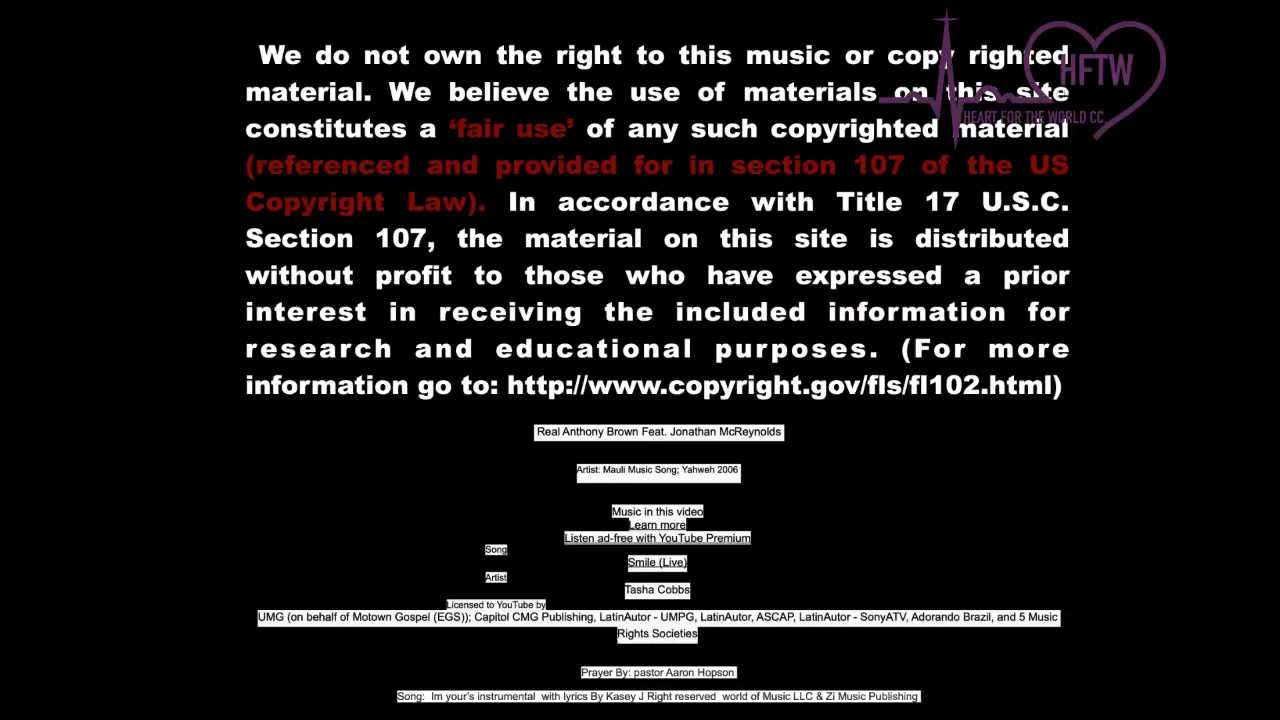 We do not own the right to this music or copy righted
material. We believe the use of materials on this site
constitutes a ‘fair use’ of any such copyrighted material
(referenced and provided for in section 107 of the US
Copyright Law). In accordance with Title 17 U.S.C.
Section 107, the material on this site is distributed
without profit to those who have expressed a prior
interest in receiving the included information for
research and educational purposes. (For more
information go to: http://www.copyright.gov/fls/fl102.html)
HFTW
HEART FOR THE WORLD CC.
Real Anthony Brown Feat. Jonathan McReynolds
Artist: Mauli Music Song; Yahweh 2006
Music in this video
Learn more
Listen ad-free with YouTube Premium
Song
Smile (Live)
Artist
Tasha Cobbs
Licensed to YouTube by
UMG (on behalf of Motown Gospel (EGS)); Capitol CMG Publishing, LatinAutor - UMPG, LatinAutor, ASCAP, LatinAutor - SonyATV, Adorando Brazil, and 5 Music
Rights Societies
Prayer By: pastor Aaron Hopson
Song: Im your's instrumental with lyrics By Kasey J Right reserved world of Music LLC & Zi Music Publishing